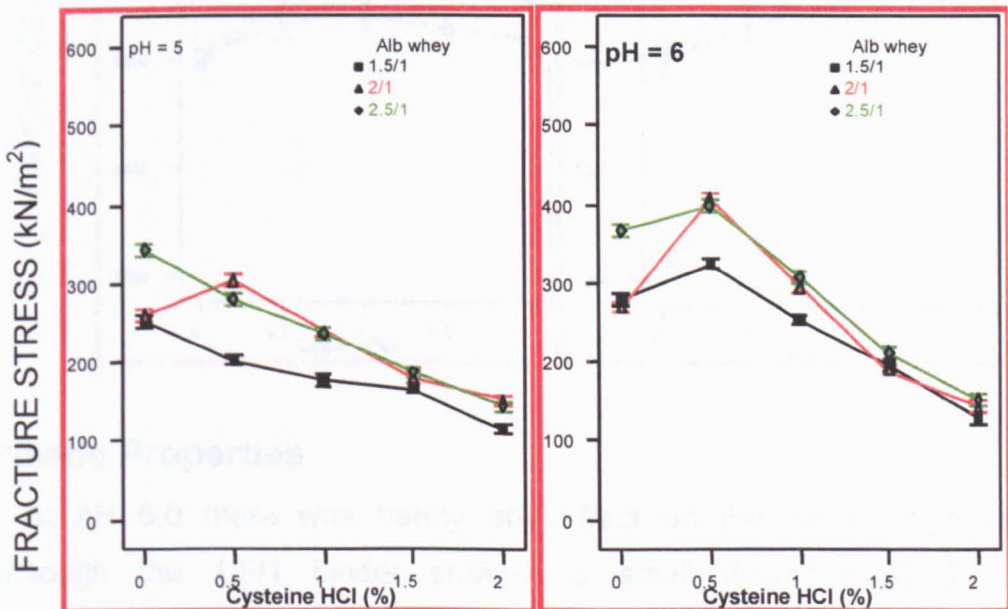 FRACTURE STRESS (kN/m²)
pH = 5
Alb whey
1.5/1
2/1
2.5/1
600
500
400
300
200
100
0
0 0.5 1 1.5 2
Cysteine HCl (%)
pH = 6
Alb whey
1.5/1
2/1
2.5/1
600
500
400
300
200
100
0
0 0.5 1 1.5 2
Cysteine HCl (%)